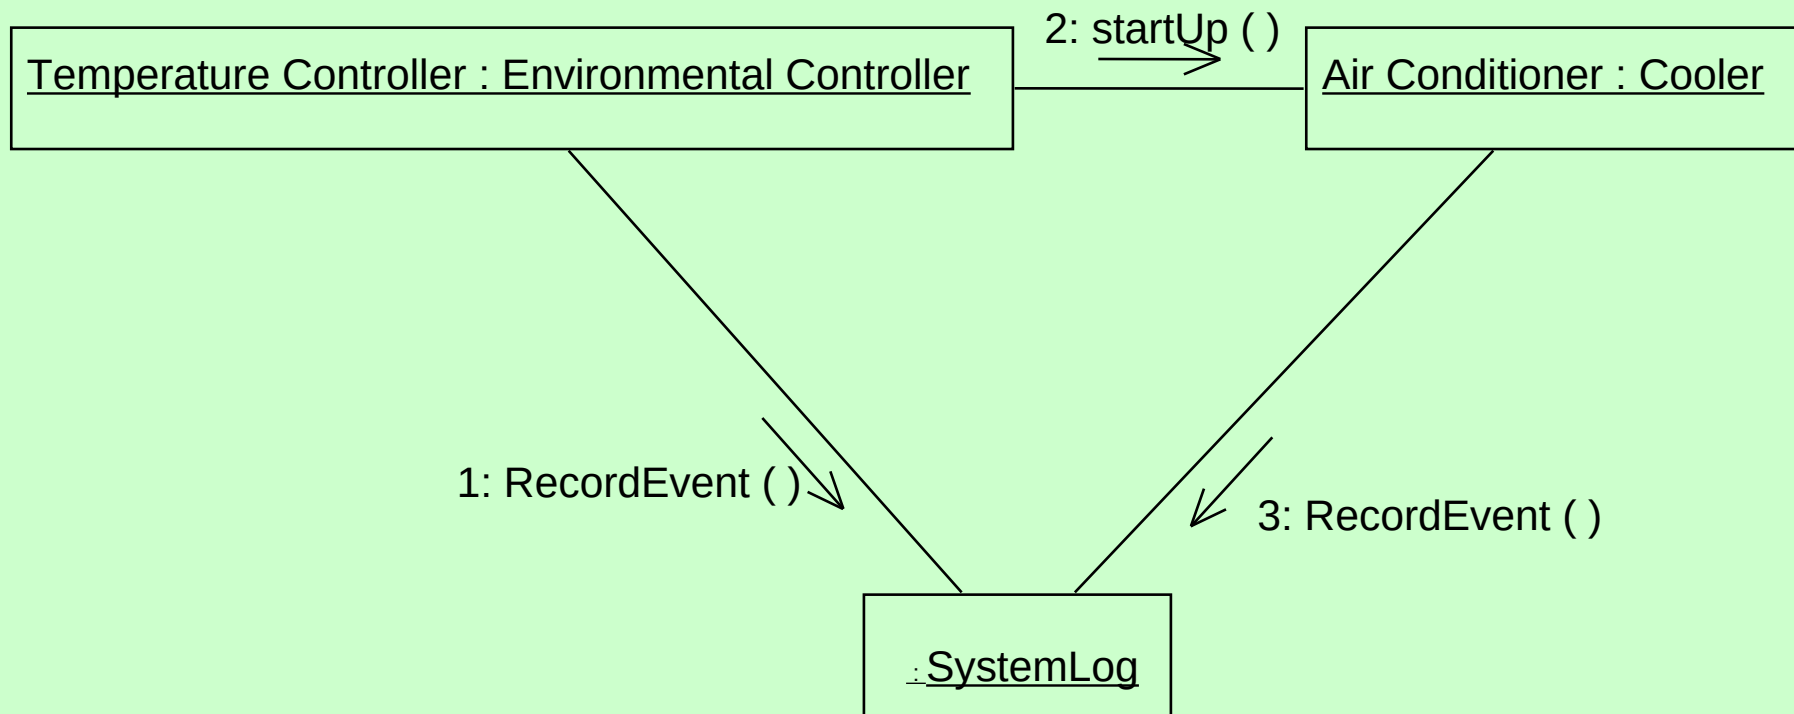 2: startUp ( )
Temperature Controller : Environmental Controller
Air Conditioner : Cooler
1: RecordEvent ( )
3: RecordEvent ( )
: SystemLog